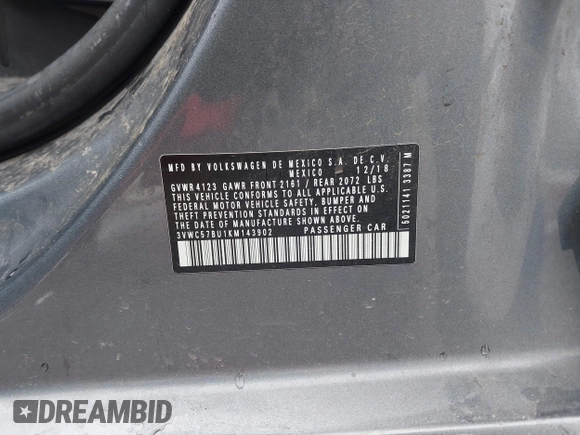 MFD BY VOLKSWAGEN DE MEXICO S.A. DE C.V.
MEXICO 12/18
GVWR 4123 GAWR FRONT 2161 / REAR 2072 LBS
THIS VEHICLE CONFORMS TO ALL APPLICABLE U.S.
FEDERAL MOTOR VEHICLE SAFETY, BUMPER AND
THEFT PREVENTION STANDARDS IN EFFECT ON
THE DATE OF MANUFACTURE SHOWN ABOVE.
3VWC57BU1KM143902 PASSENGER CAR
5021141 3387 M
DREAMBID